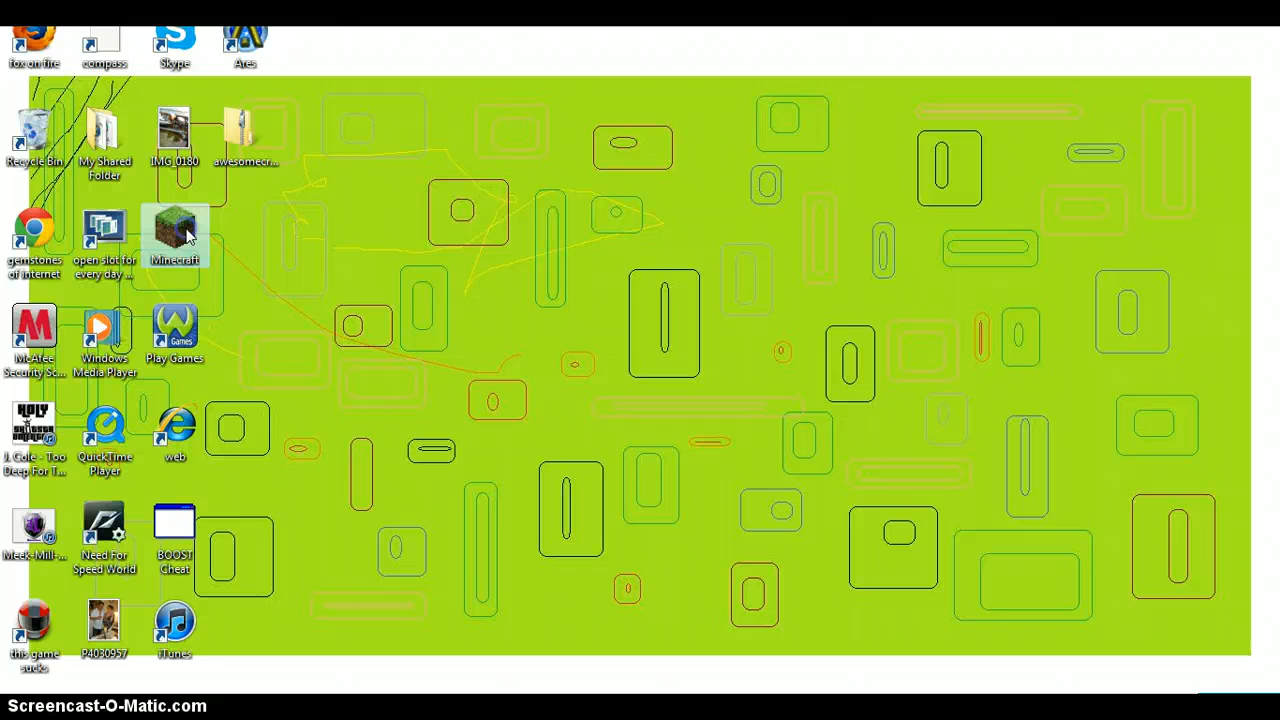 fox on fire
compass
Skype
Ares
Recycle Bin
My Shared
Folder
IMG_0180
awesomecr...
gemstones
of internet
open slot for
every day ...
Minecraft
McAfee
Security Sc...
Windows
Media Player
Games
Play Games
HOLY
J. Cole - Too
Deep For T...
QuickTime
Player
web
Meek-Mill-...
Need For
Speed World
BOOST
Cheat
this game
sucks
P4030957
iTunes
Screencast-O-Matic.com